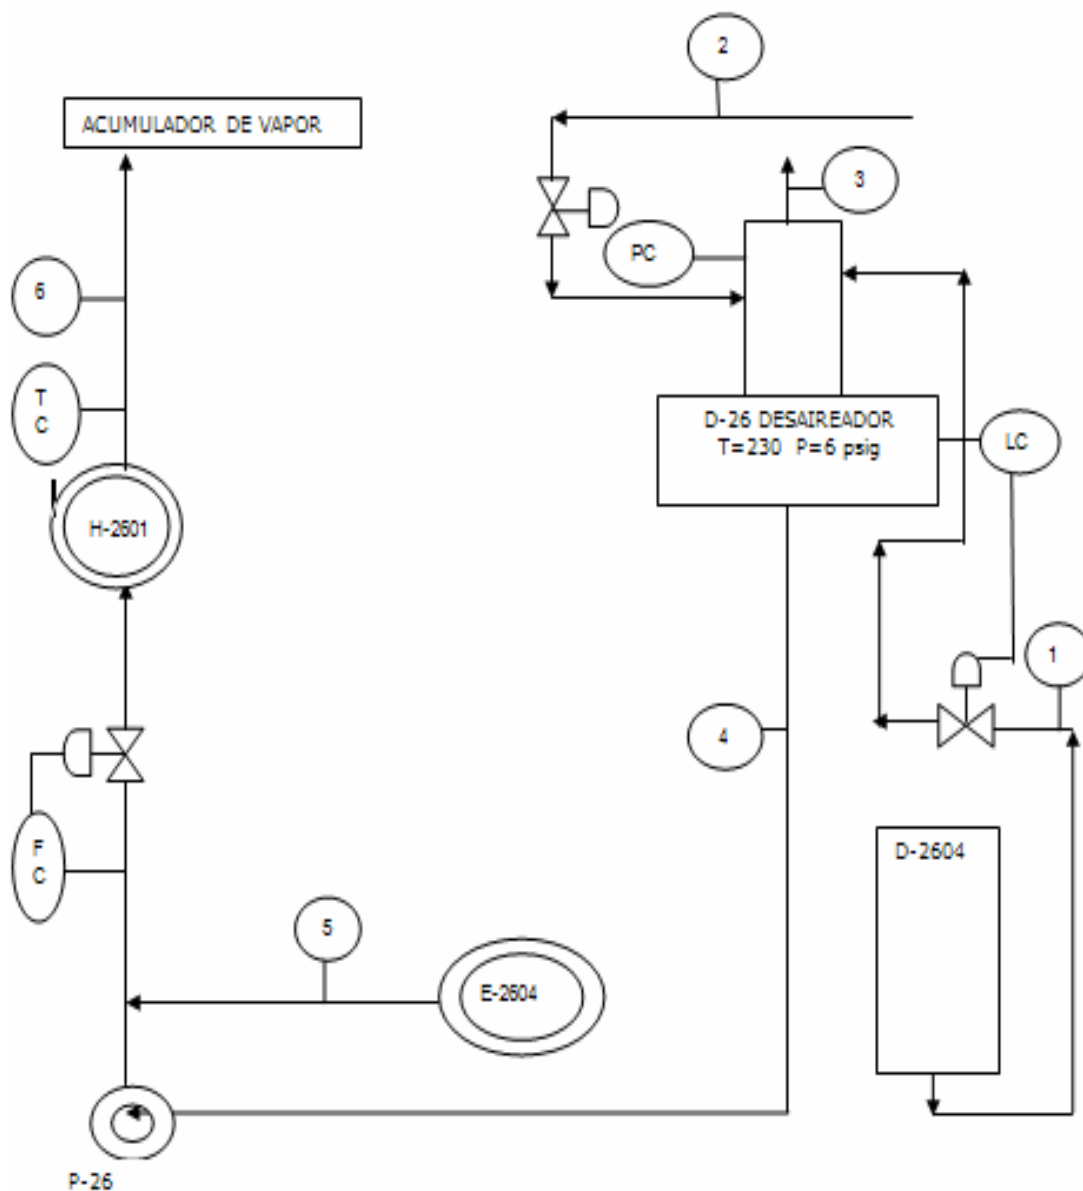 2
ACUMULADOR DE VAPOR
3
PC
6
T
C
D-26 DESAIREADOR
T=230 P=6 psig
LC
H-2601
1
4
F
C
D-2604
5
E-2604
P-26